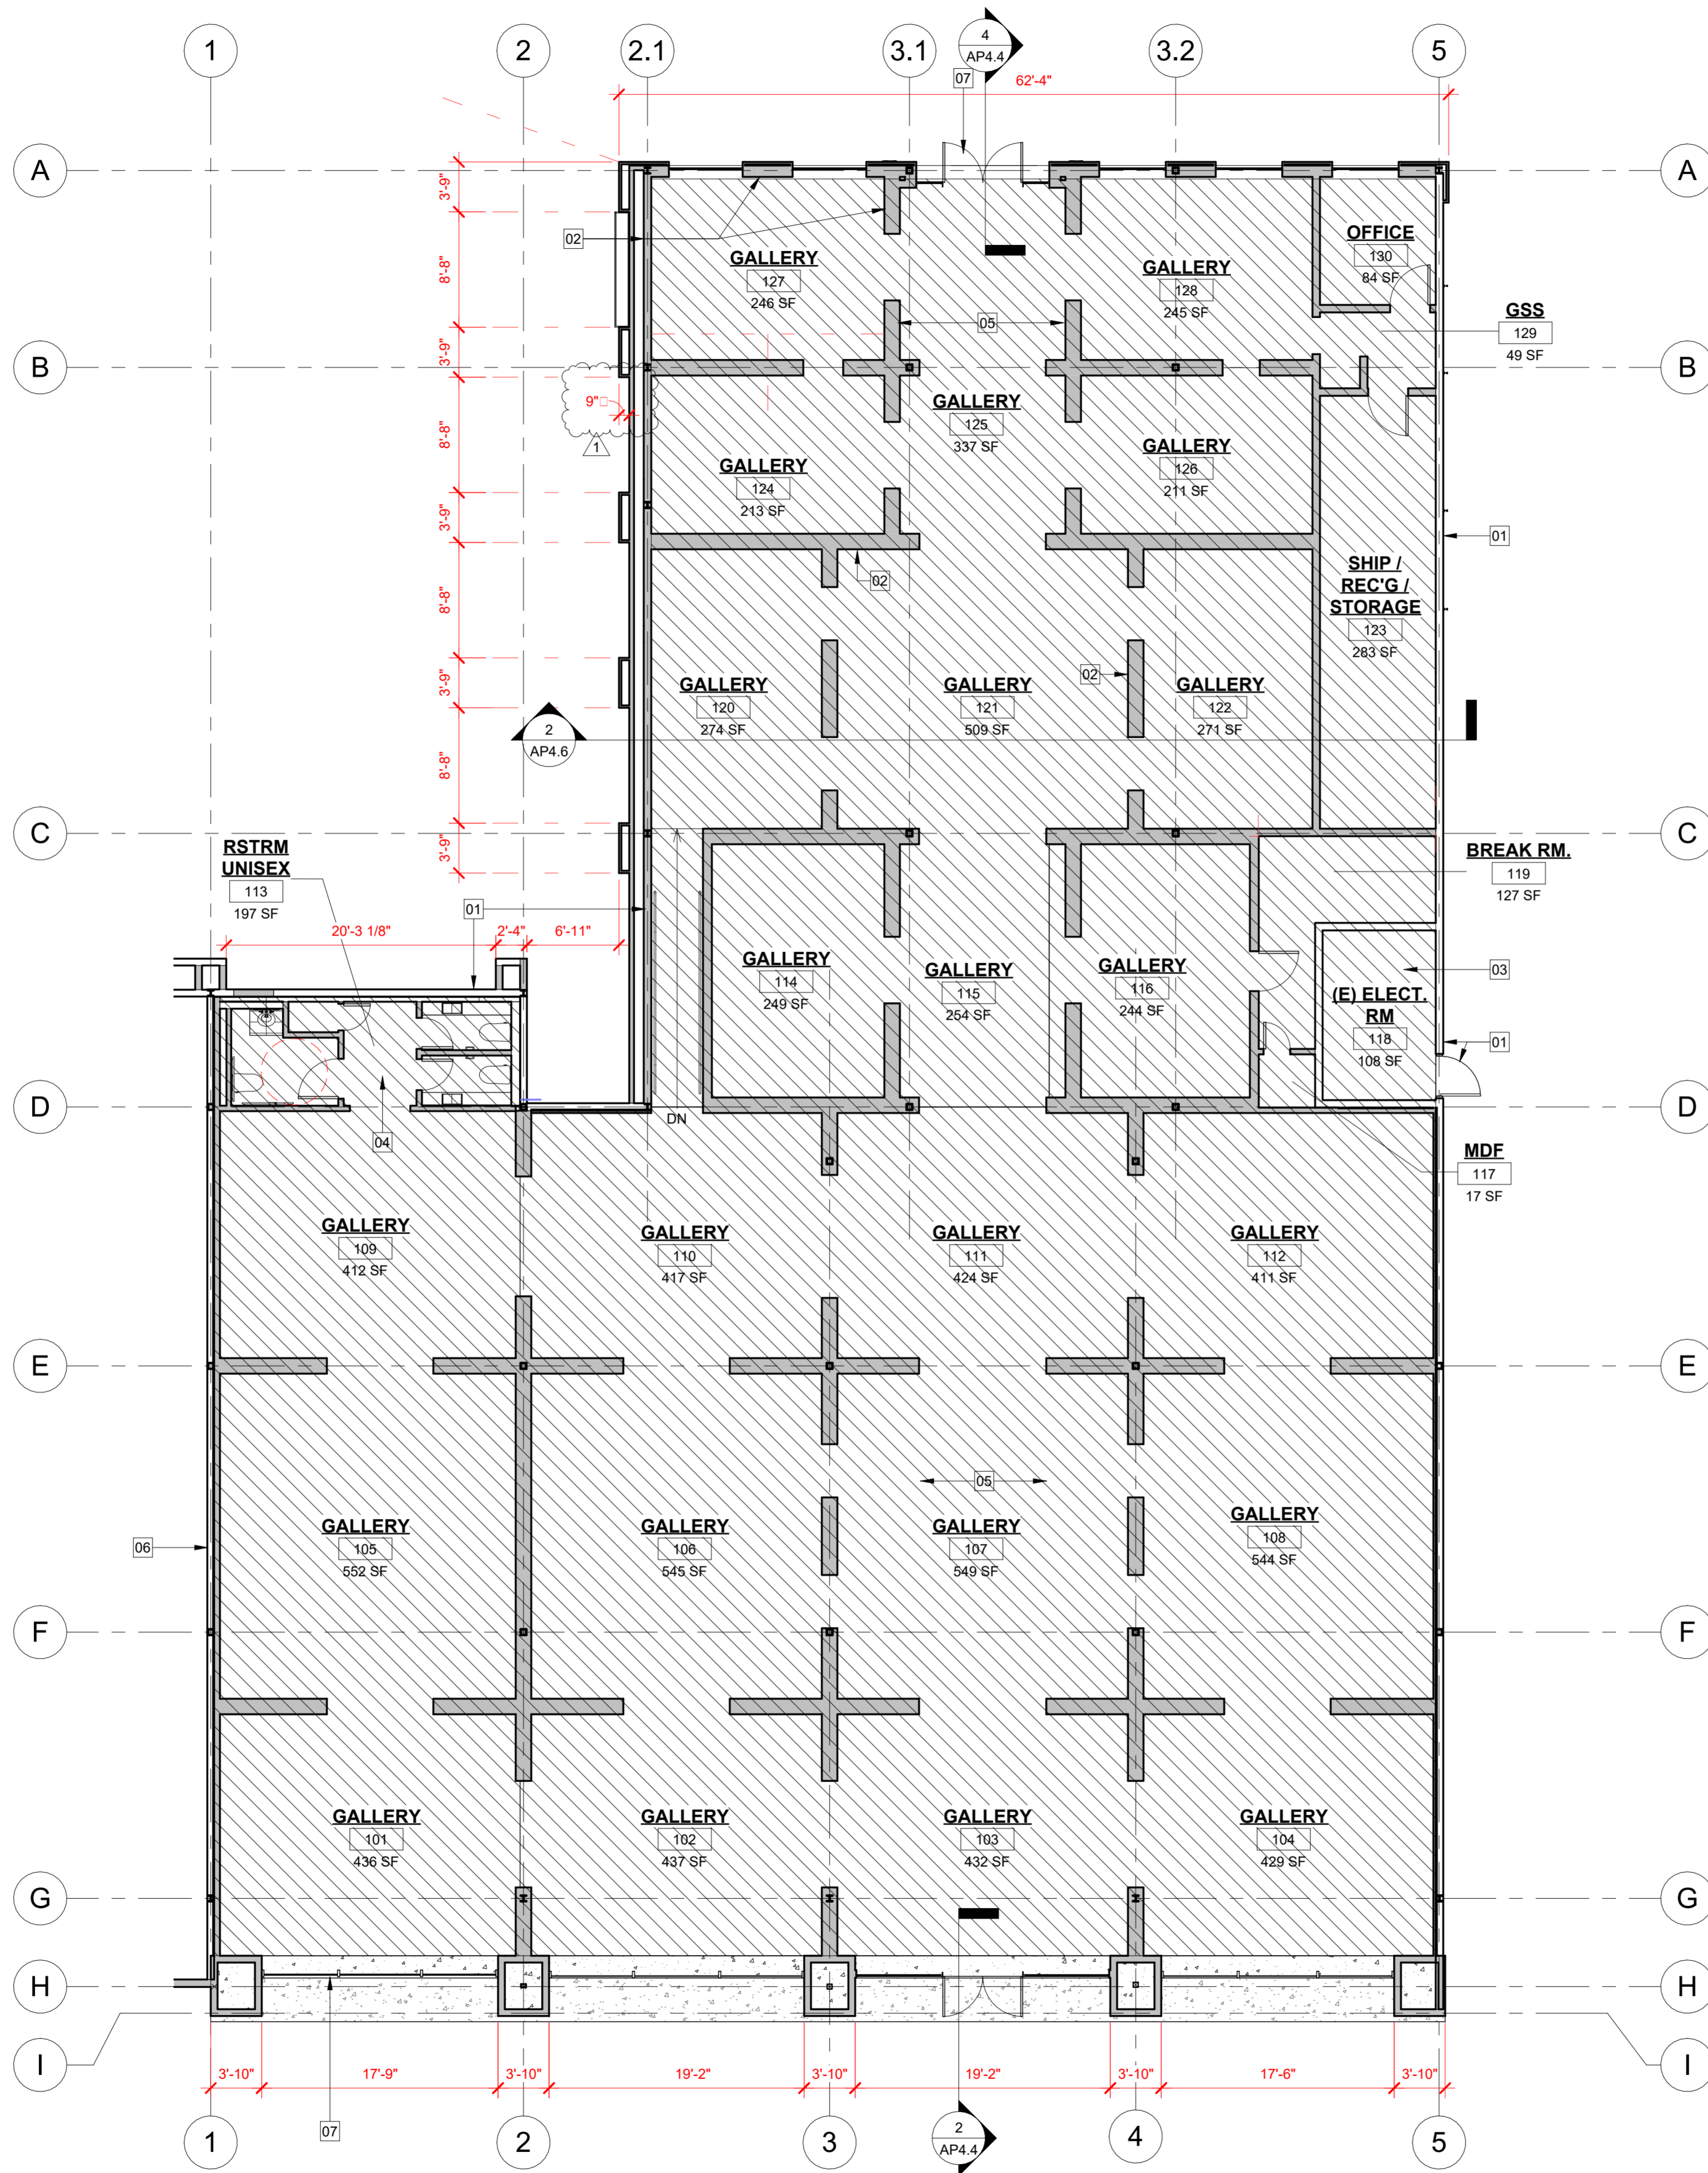 1
2
2.1
3.1
3.2
5
4
AP4.4
07
62'-4"
A
A
3'-9"
02
8'-8"
GALLERY
127
246 SF
GALLERY
128
245 SF
OFFICE
130
84 SF
GSS
129
49 SF
05
3'-9"
B
B
9"
1
GALLERY
125
337 SF
8'-8"
GALLERY
124
213 SF
GALLERY
126
211 SF
3'-9"
01
02
8'-8"
SHIP /
REC'G /
STORAGE
123
283 SF
3'-9"
GALLERY
120
274 SF
GALLERY
121
509 SF
02
GALLERY
122
271 SF
2
AP4.6
8'-8"
C
C
3'-9"
RSTRM
UNISEX
113
197 SF
BREAK RM.
119
127 SF
01
20'-3 1/8"
2'-4"
6'-11"
GALLERY
114
249 SF
GALLERY
115
254 SF
GALLERY
116
244 SF
03
(E) ELECT.
RM
118
108 SF
01
D
D
DN
04
MDF
117
17 SF
GALLERY
109
412 SF
GALLERY
110
417 SF
GALLERY
111
424 SF
GALLERY
112
411 SF
E
E
05
06
GALLERY
105
552 SF
GALLERY
106
545 SF
GALLERY
107
549 SF
GALLERY
108
544 SF
F
F
GALLERY
101
436 SF
GALLERY
102
437 SF
GALLERY
103
432 SF
GALLERY
104
429 SF
G
G
H
H
I
I
3'-10"
17'-9"
3'-10"
19'-2"
3'-10"
19'-2"
3'-10"
17'-6"
3'-10"
07
1
2
3
2
AP4.4
4
5